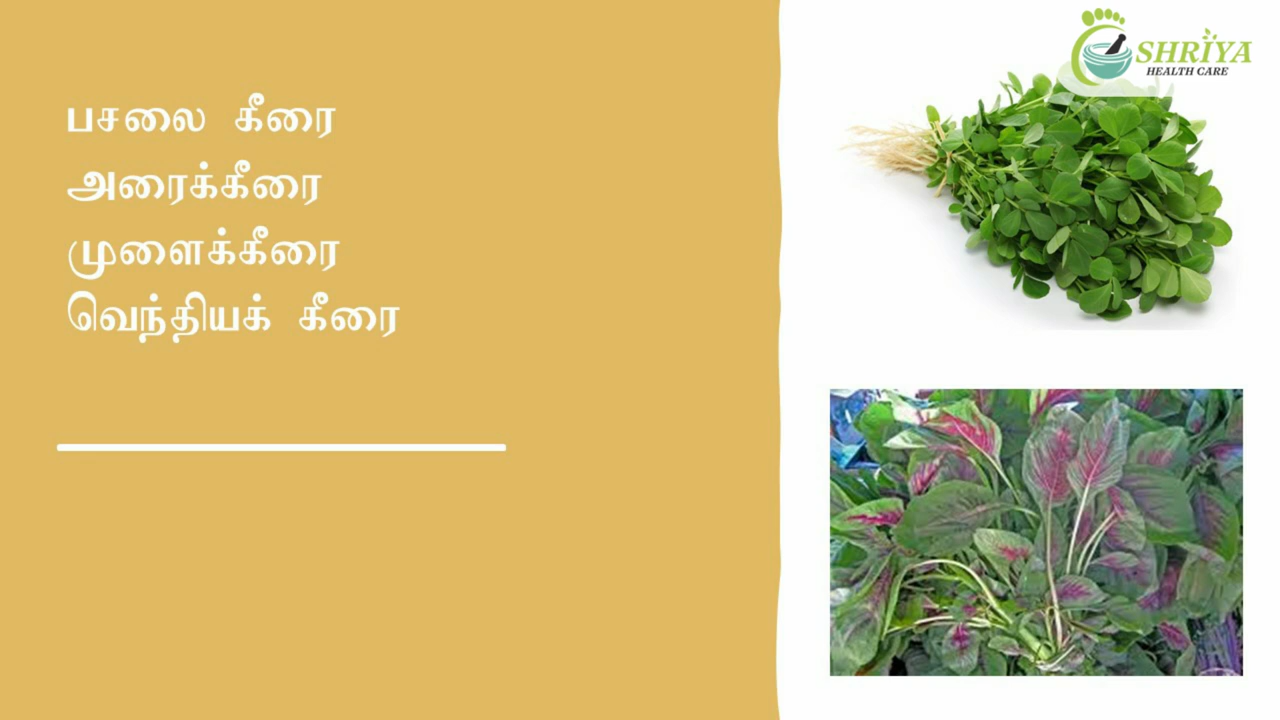 பசலை கீரை
அரைக்கீரை
முளைக்கீரை
வெந்தியக் கீரை
SHRIYA
HEALTH CARE